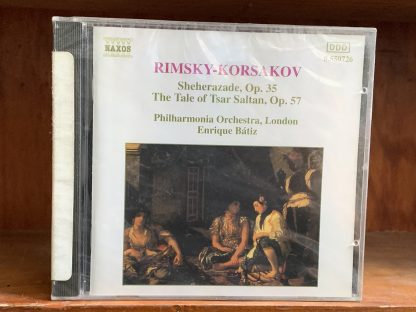 NAXOS
DDD
8.550726
RIMSKY-KORSAKOV
Sheherazade, Op. 35
The Tale of Tsar Saltan, Op. 57
Philharmonia Orchestra, London
Enrique Bátiz